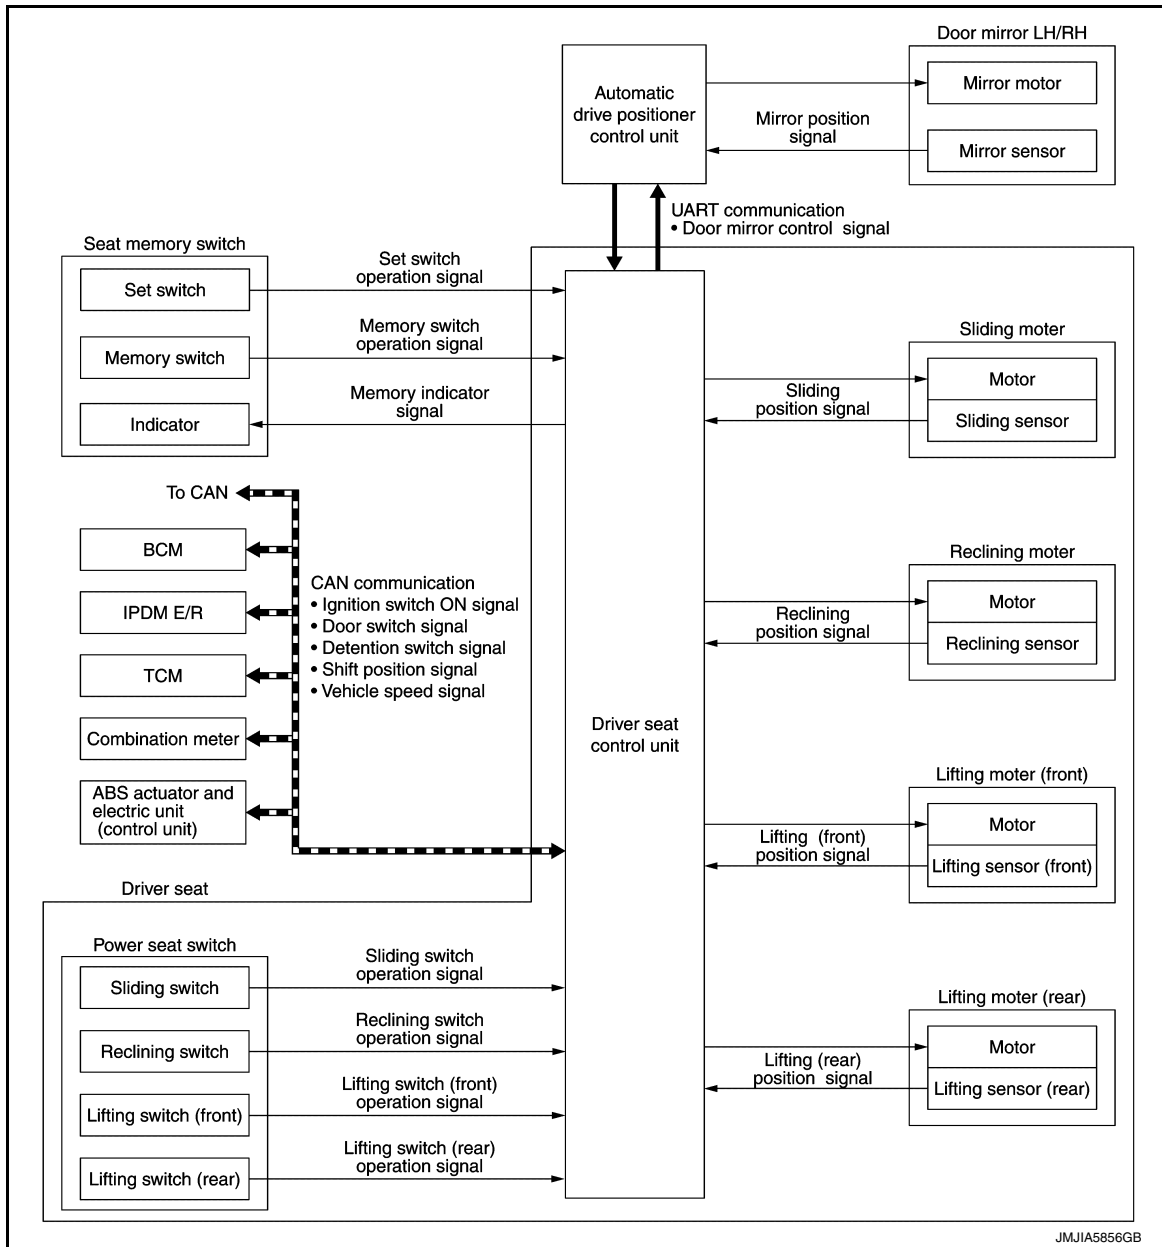 Door mirror LH/RH
Automatic
drive positioner
control unit
Mirror motor
Mirror position
signal
Mirror sensor
UART communication
• Door mirror control signal
Seat memory switch
Set switch
Set switch
operation signal
Memory switch
Memory switch
operation signal
Indicator
Memory indicator
signal
Sliding moter
Motor
Sliding
position signal
Sliding sensor
To CAN
BCM
IPDM E/R
TCM
Combination meter
ABS actuator and
electric unit
(control unit)
CAN communication
• Ignition switch ON signal
• Door switch signal
• Detention switch signal
• Shift position signal
• Vehicle speed signal
Reclining moter
Motor
Reclining
position signal
Reclining sensor
Driver seat
control unit
Lifting moter (front)
Motor
Lifting (front)
position signal
Lifting sensor (front)
Driver seat
Power seat switch
Sliding switch
Sliding switch
operation signal
Reclining switch
Reclining switch
operation signal
Lifting switch (front)
Lifting switch (front)
operation signal
Lifting switch (rear)
Lifting switch (rear)
operation signal
Lifting moter (rear)
Motor
Lifting (rear)
position signal
Lifting sensor (rear)
JMJIA5856GB